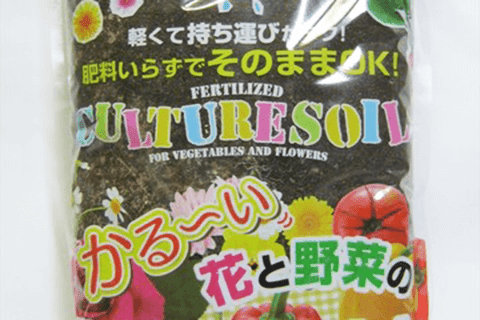 軽くて持ち運びがラク!
肥料いらずでそのままOK!
FERTILIZED
CULTURESOIL
FOR VEGETABLES AND FLOWERS
かる〜い
花と野菜の